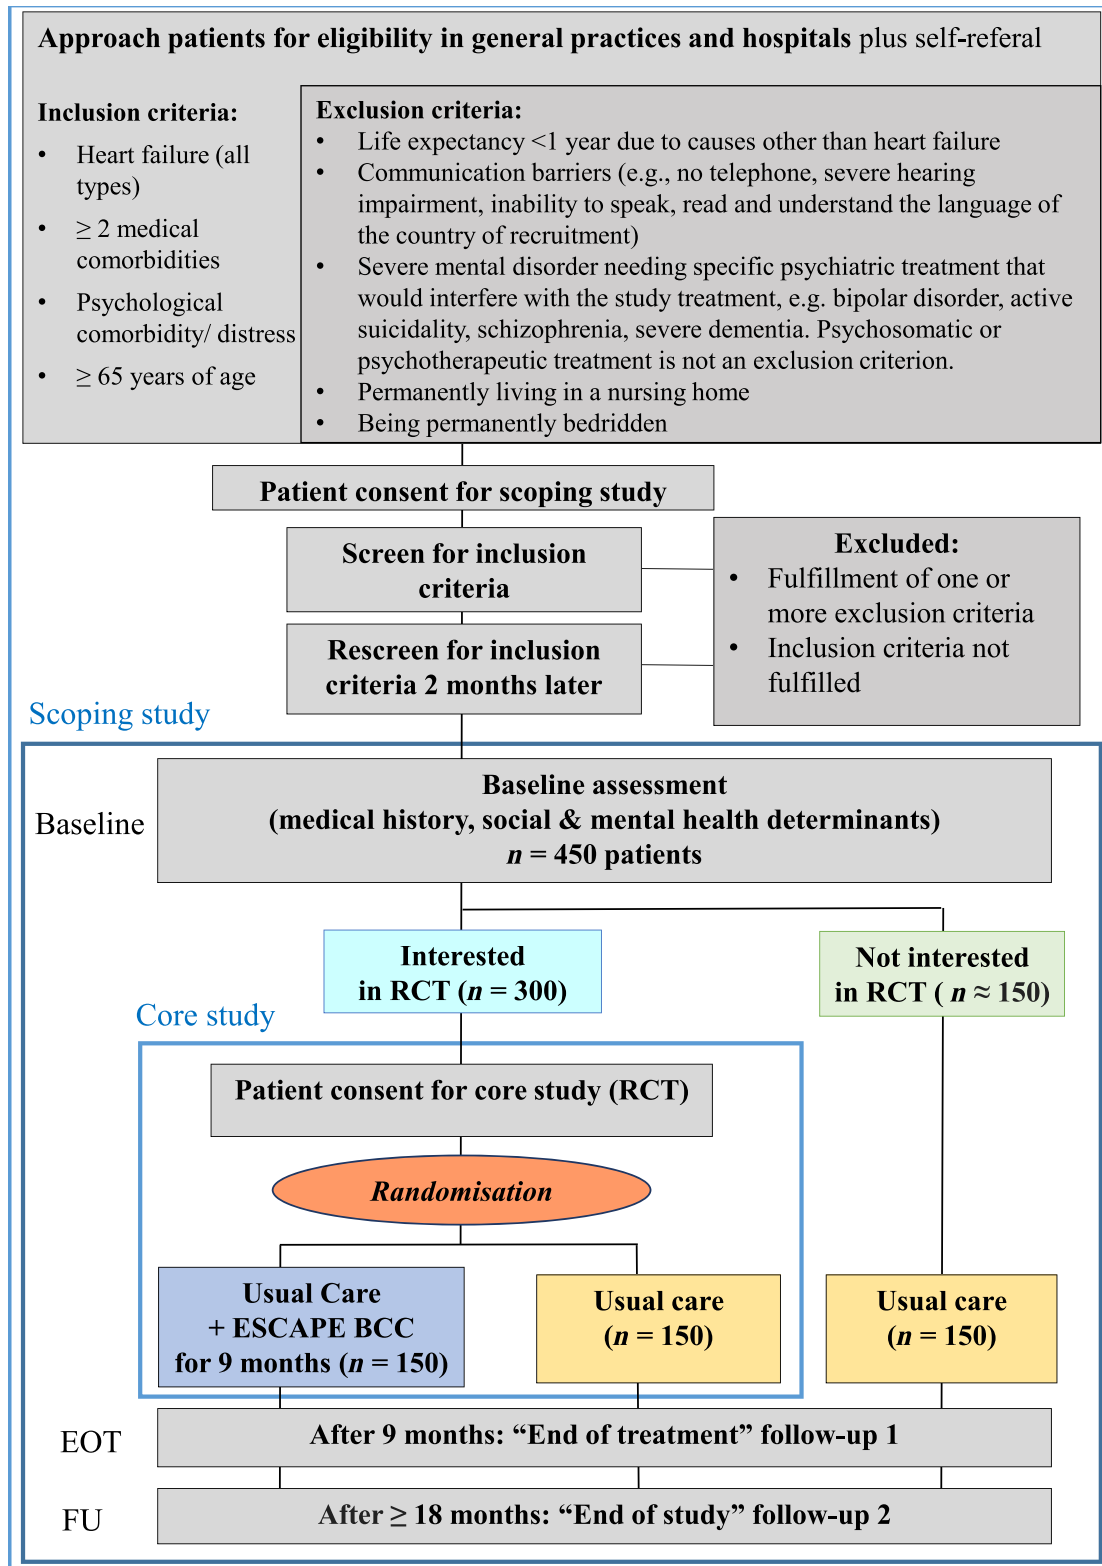 Approach patients for eligibility in general practices and hospitals plus self-referal
Inclusion criteria:
• Heart failure (all
types)
• ≥ 2 medical
comorbidities
• Psychological
comorbidity/ distress
• ≥ 65 years of age
Exclusion criteria:
• Life expectancy <1 year due to causes other than heart failure
• Communication barriers (e.g., no telephone, severe hearing
impairment, inability to speak, read and understand the language of
the country of recruitment)
• Severe mental disorder needing specific psychiatric treatment that
would interfere with the study treatment, e.g. bipolar disorder, active
suicidality, schizophrenia, severe dementia. Psychosomatic or
psychotherapeutic treatment is not an exclusion criterion.
• Permanently living in a nursing home
• Being permanently bedridden
Patient consent for scoping study
Screen for inclusion
criteria
Excluded:
• Fulfillment of one or
more exclusion criteria
• Inclusion criteria not
fulfilled
Rescreen for inclusion
criteria 2 months later
Scoping study
Baseline
Baseline assessment
(medical history, social & mental health determinants)
n = 450 patients
Interested
in RCT (n = 300)
Not interested
in RCT ( n ≈ 150)
Core study
Patient consent for core study (RCT)
Randomisation
Usual Care
+ ESCAPE BCC
for 9 months (n = 150)
Usual care
(n = 150)
Usual care
(n = 150)
EOT
After 9 months: “End of treatment” follow-up 1
FU
After ≥ 18 months: “End of study” follow-up 2